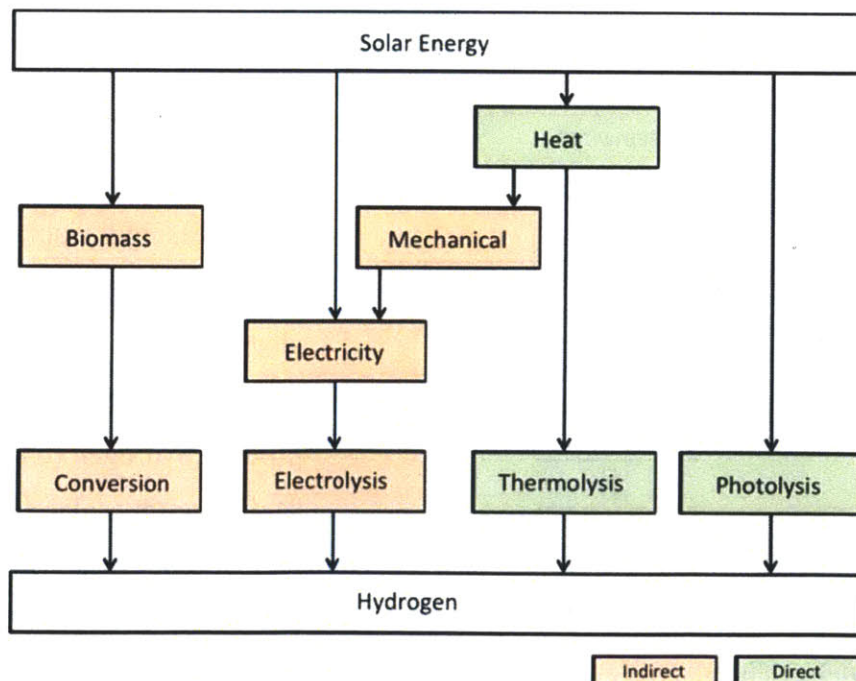 Solar Energy
Heat
Biomass
Mechanical
Electricity
Conversion
Electrolysis
Thermolysis
Photolysis
Hydrogen
Indirect
Direct